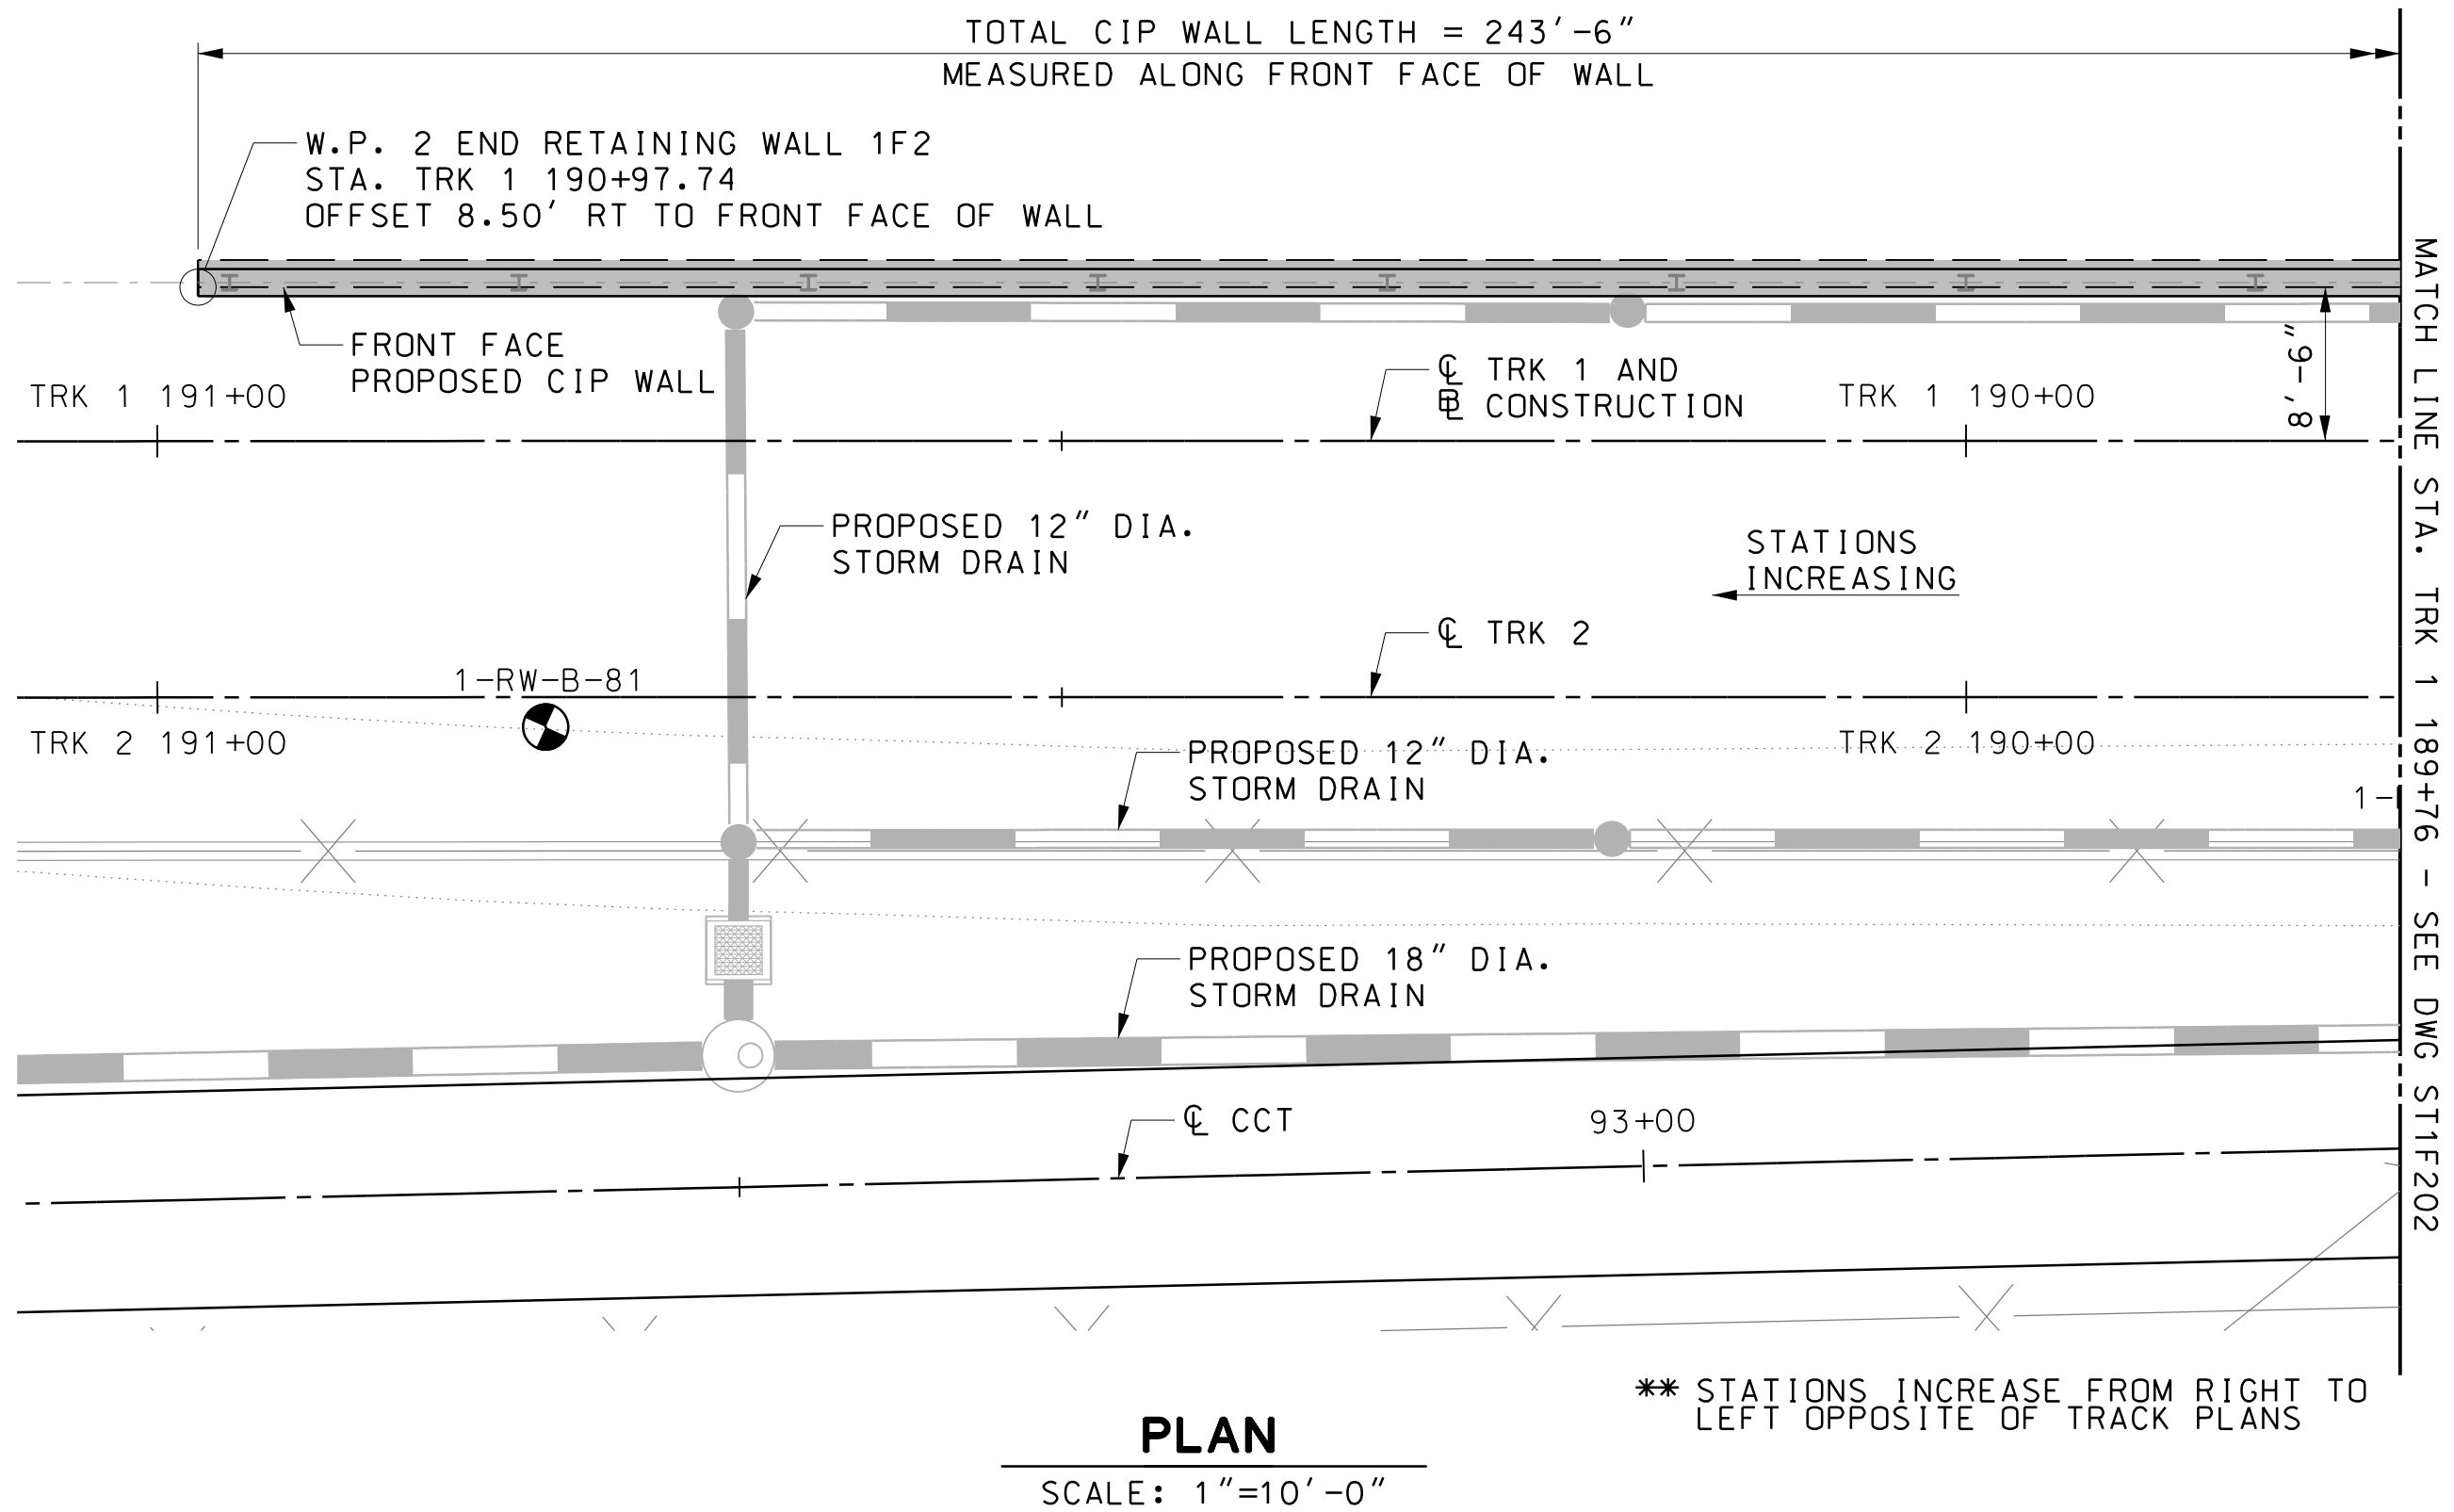 TOTAL CIP WALL LENGTH = 243'-6"
MEASURED ALONG FRONT FACE OF WALL
W.P. 2 END RETAINING WALL 1F2
STA. TRK 1 190+97.74
OFFSET 8.50' RT TO FRONT FACE OF WALL
FRONT FACE
PROPOSED CIP WALL
TRK 1 191+00
℄ TRK 1 AND
BL CONSTRUCTION
TRK 1 190+00
8'-6"
PROPOSED 12" DIA.
STORM DRAIN
STATIONS
INCREASING
℄ TRK 2
1-RW-B-81
TRK 2 191+00
PROPOSED 12" DIA.
STORM DRAIN
TRK 2 190+00
1-
PROPOSED 18" DIA.
STORM DRAIN
℄ CCT
93+00
MATCH LINE STA. TRK 1 189+76 - SEE DWG ST1F202
** STATIONS INCREASE FROM RIGHT TO
LEFT OPPOSITE OF TRACK PLANS
PLAN
SCALE: 1"=10'-0"